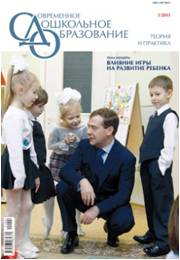 СОВРЕМЕННОЕ
ДОШКОЛЬНОЕ
ОБРАЗОВАНИЕ
ТЕОРИЯ
И ПРАКТИКА
ТЕМА НОМЕРА:
ВЛИЯНИЕ ИГРЫ
НА РАЗВИТИЕ РЕБЕНКА